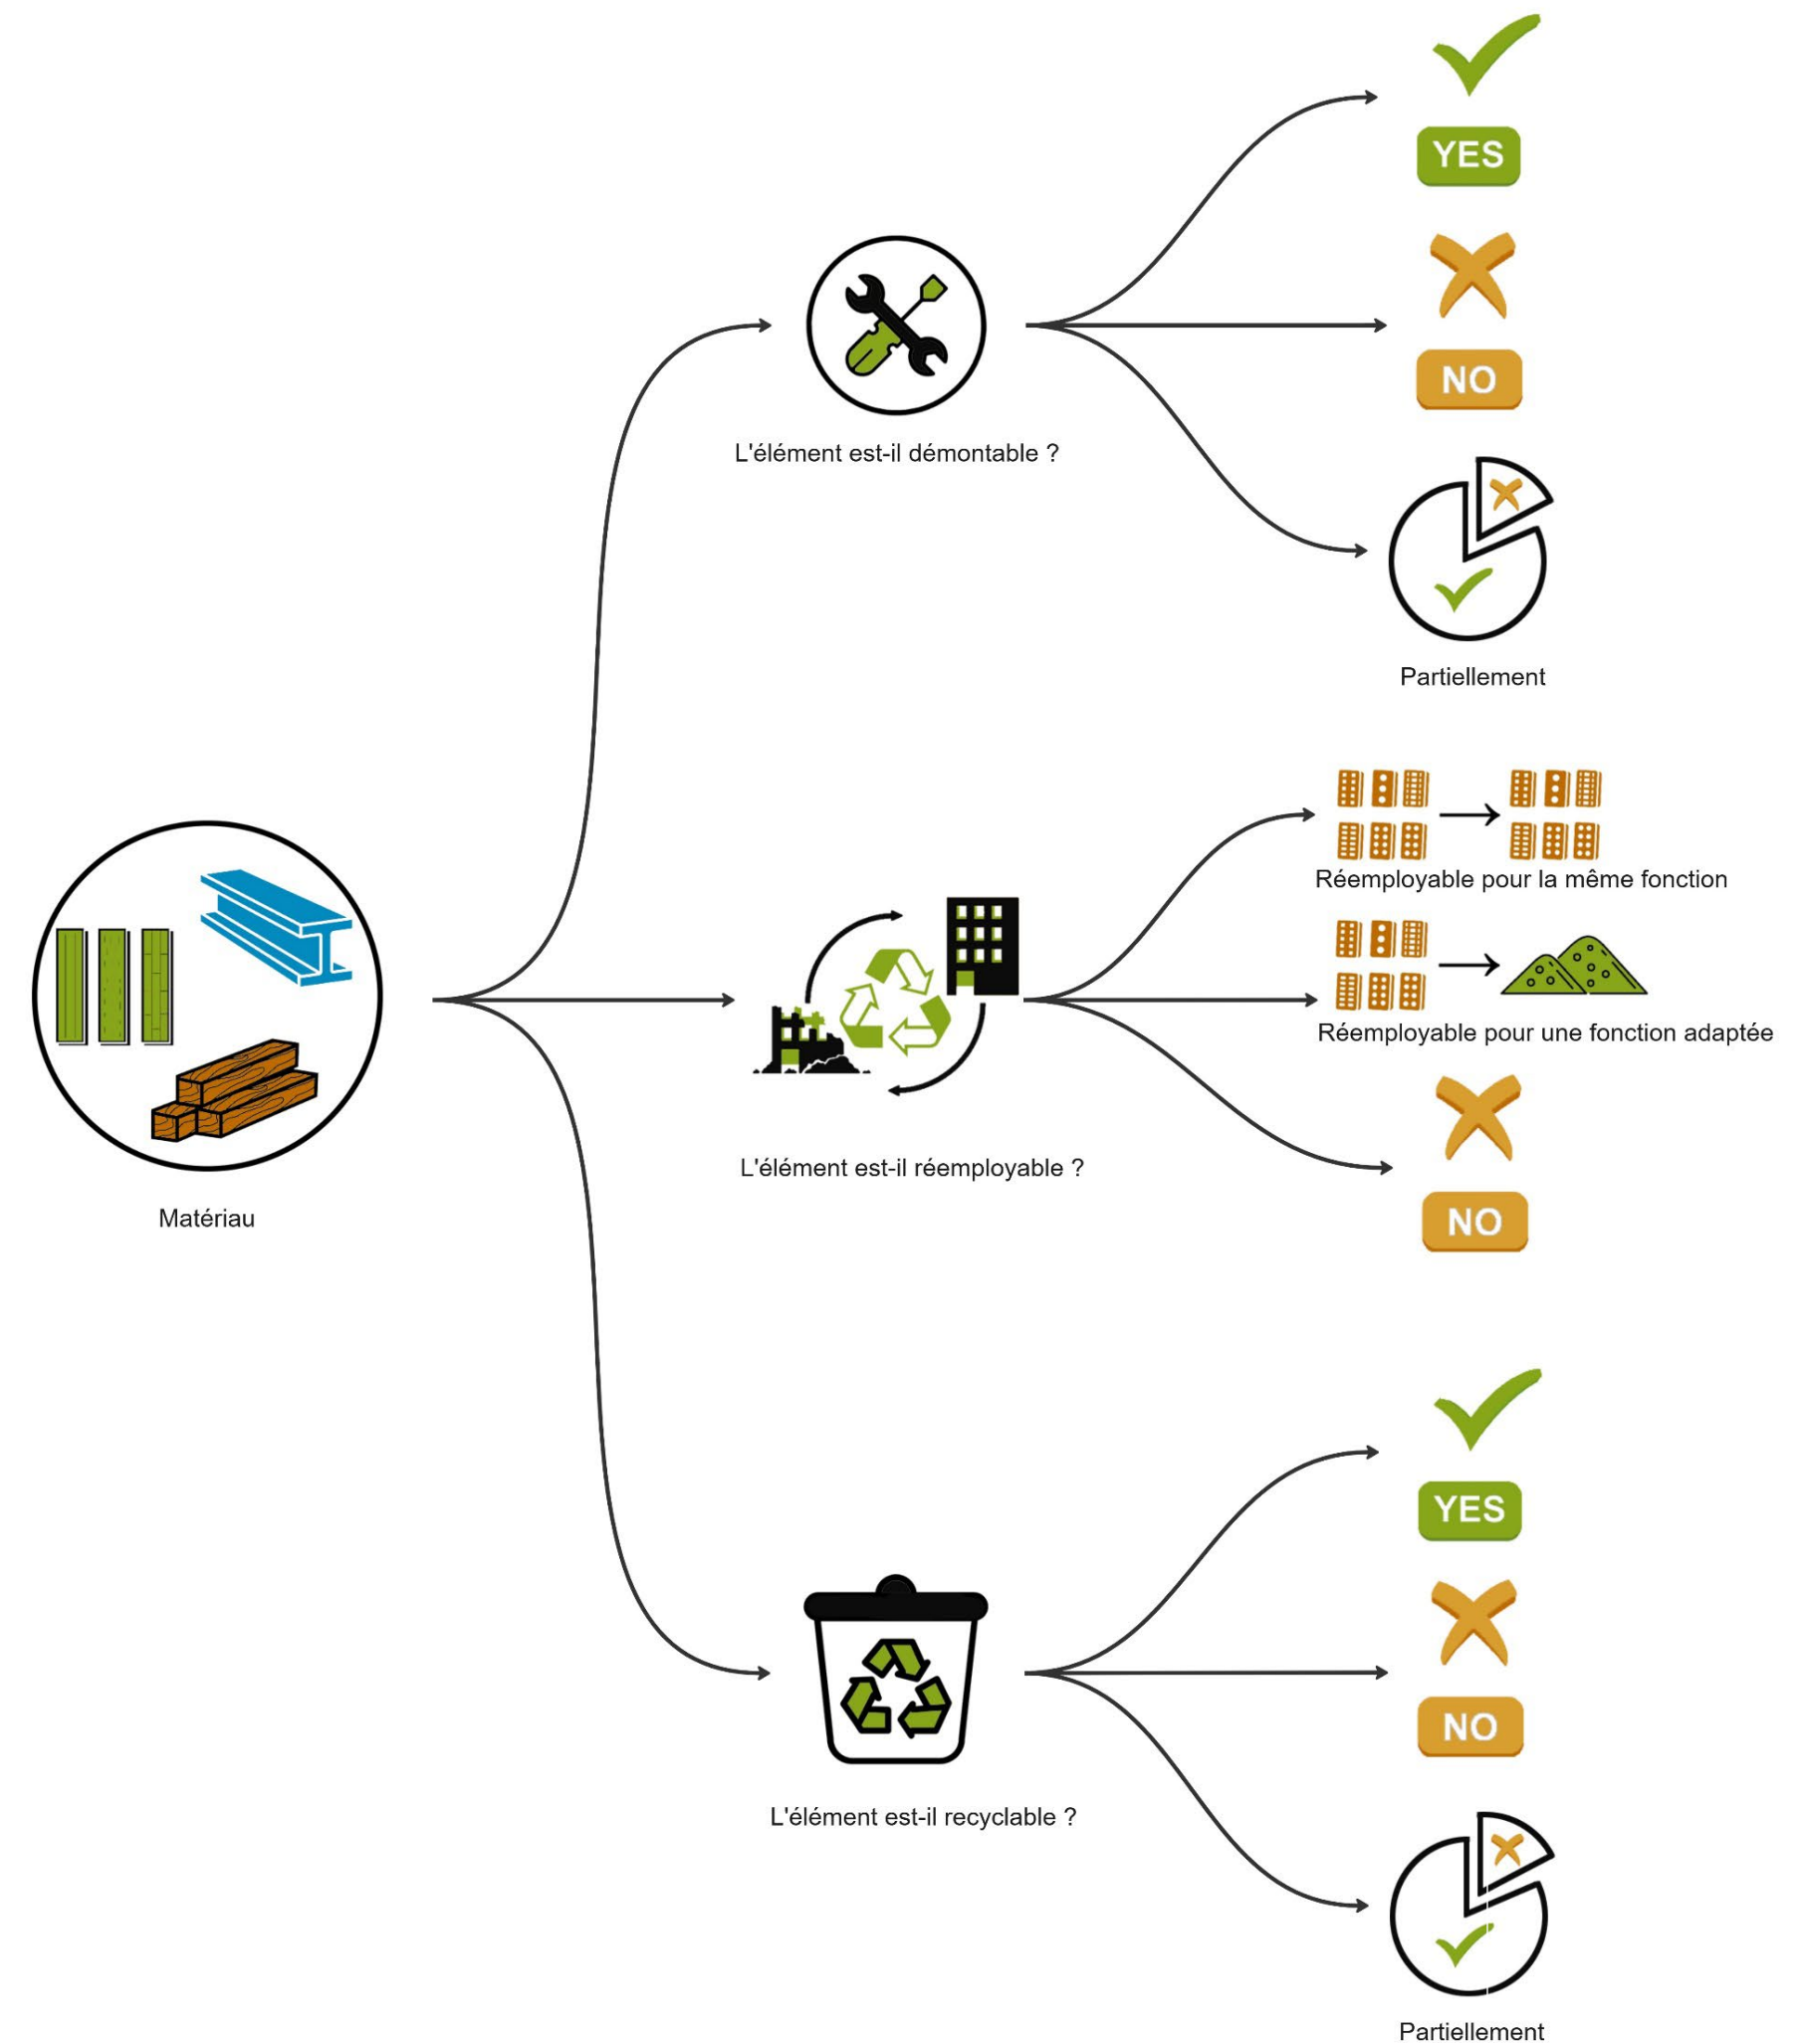 YES
NO
L'élément est-il démontable ?
Partiellement
Réemployable pour la même fonction
Réemployable pour une fonction adaptée
L'élément est-il réemployable ?
Matériau
NO
YES
NO
L'élément est-il recyclable ?
Partiellement